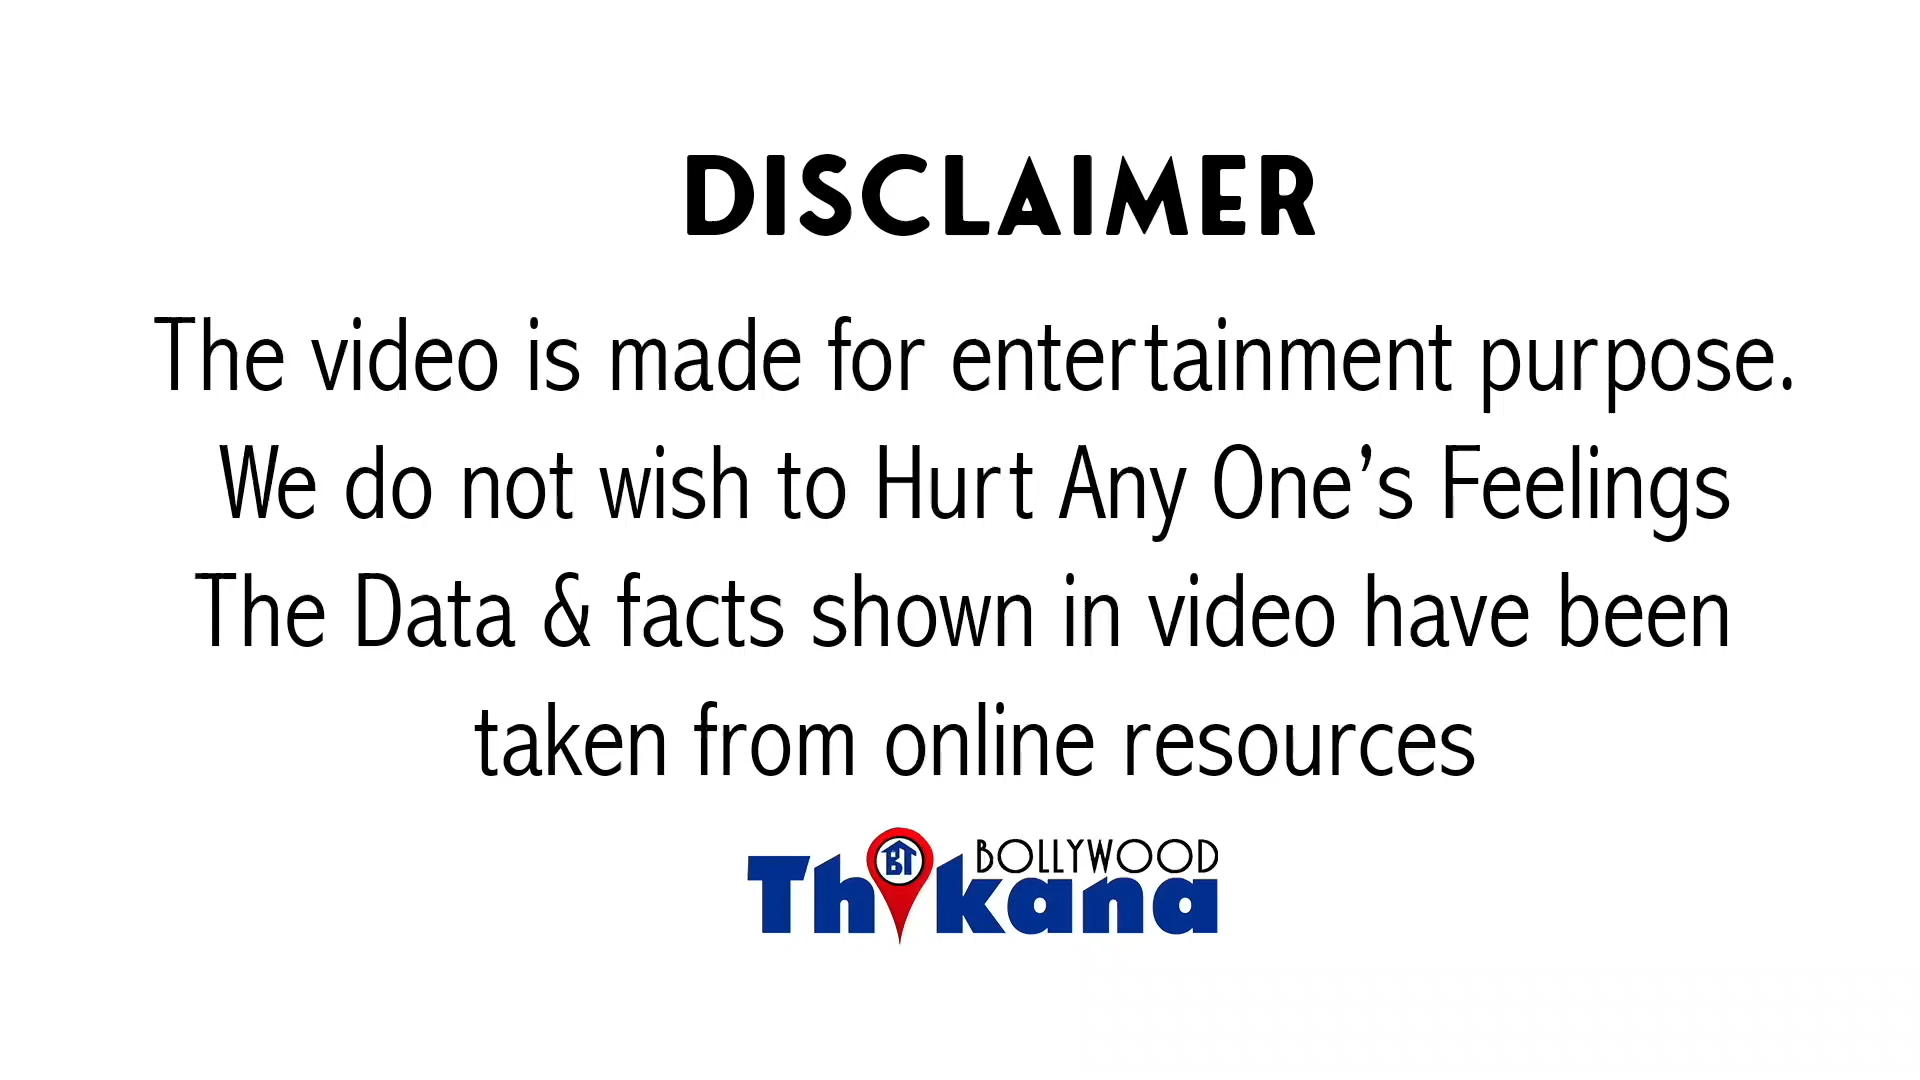 DISCLAIMER
The video is made for entertainment purpose.
We do not wish to Hurt Any One’s Feelings
The Data & facts shown in video have been
taken from online resources
BT
BOLLYWOOD
Thikana